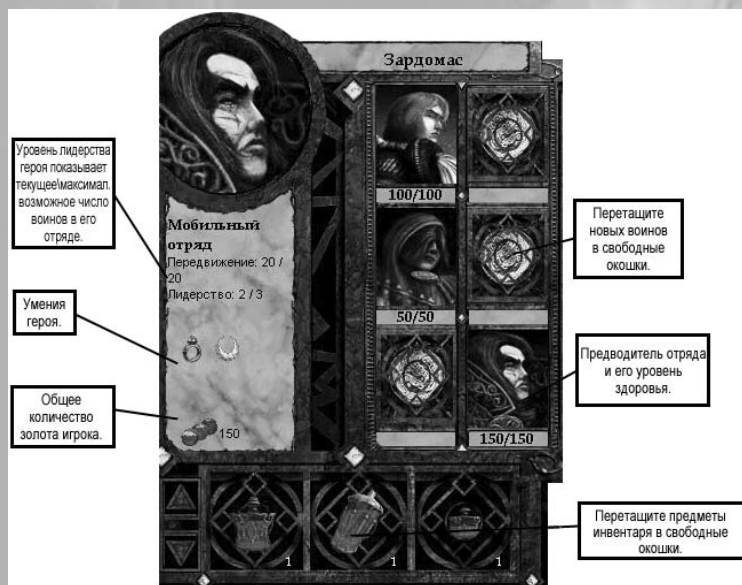 Зардомас
Уровень лидерства
героя показывает
текущее\максимал.
возможное число
воинов в его
отряде.
Умения
героя.
Общее
количество
золота игрока.
Мобильный
отряд
Передвижение: 20 /
20
Лидерство: 2 / 3
150
100/100
50/50
150/150
Перетащите
новых воинов
в свободные
окошки.
Предводитель отряда
и его уровень
здоровья.
1
1
1
Перетащите предметы
инвентаря в свободные
окошки.